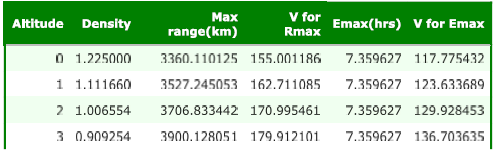 Altitude Density Max range(km) V for Rmax Emax(hrs) V for Emax
0 1.225000 3360.110125 155.001186 7.359627 117.775432
1 1.111660 3527.245053 162.711085 7.359627 123.633689
2 1.006554 3706.833442 170.995461 7.359627 129.928453
3 0.909254 3900.128051 179.912101 7.359627 136.703635